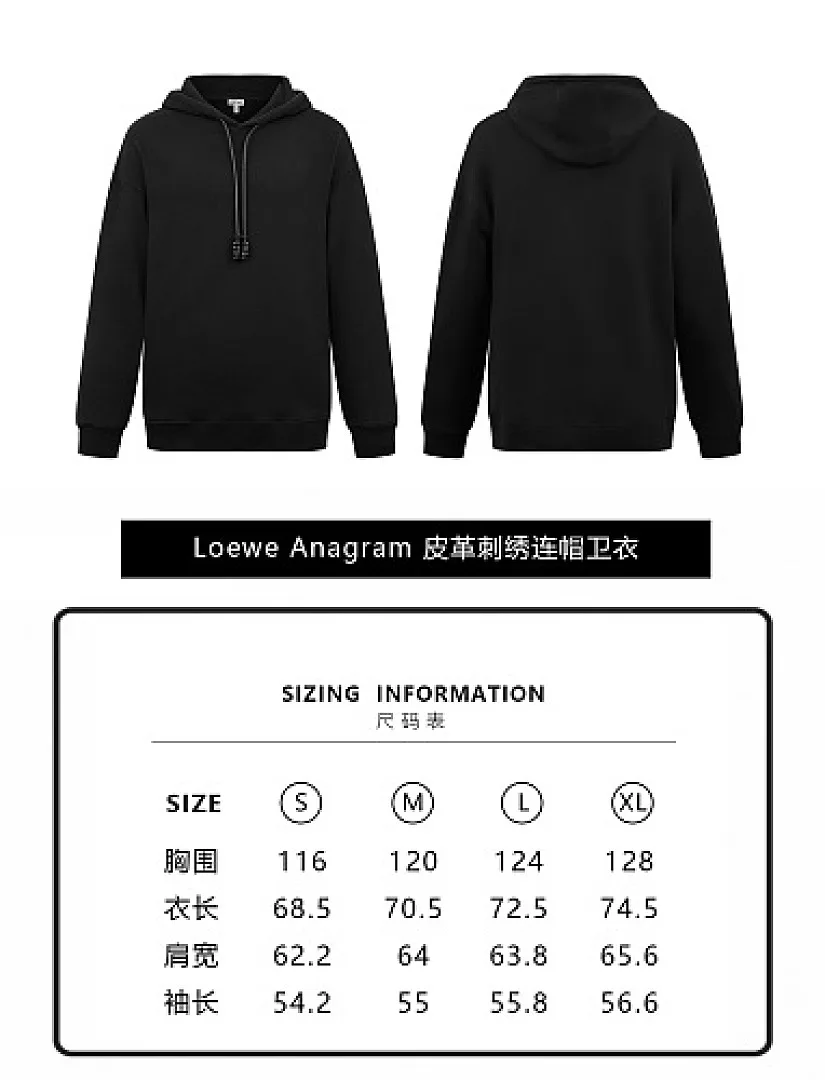 Loewe Anagram 皮革刺绣连帽卫衣
SIZING INFORMATION
尺码表
SIZE S M L XL
胸围 116 120 124 128
衣长 68.5 70.5 72.5 74.5
肩宽 62.2 64 63.8 65.6
袖长 54.2 55 55.8 56.6